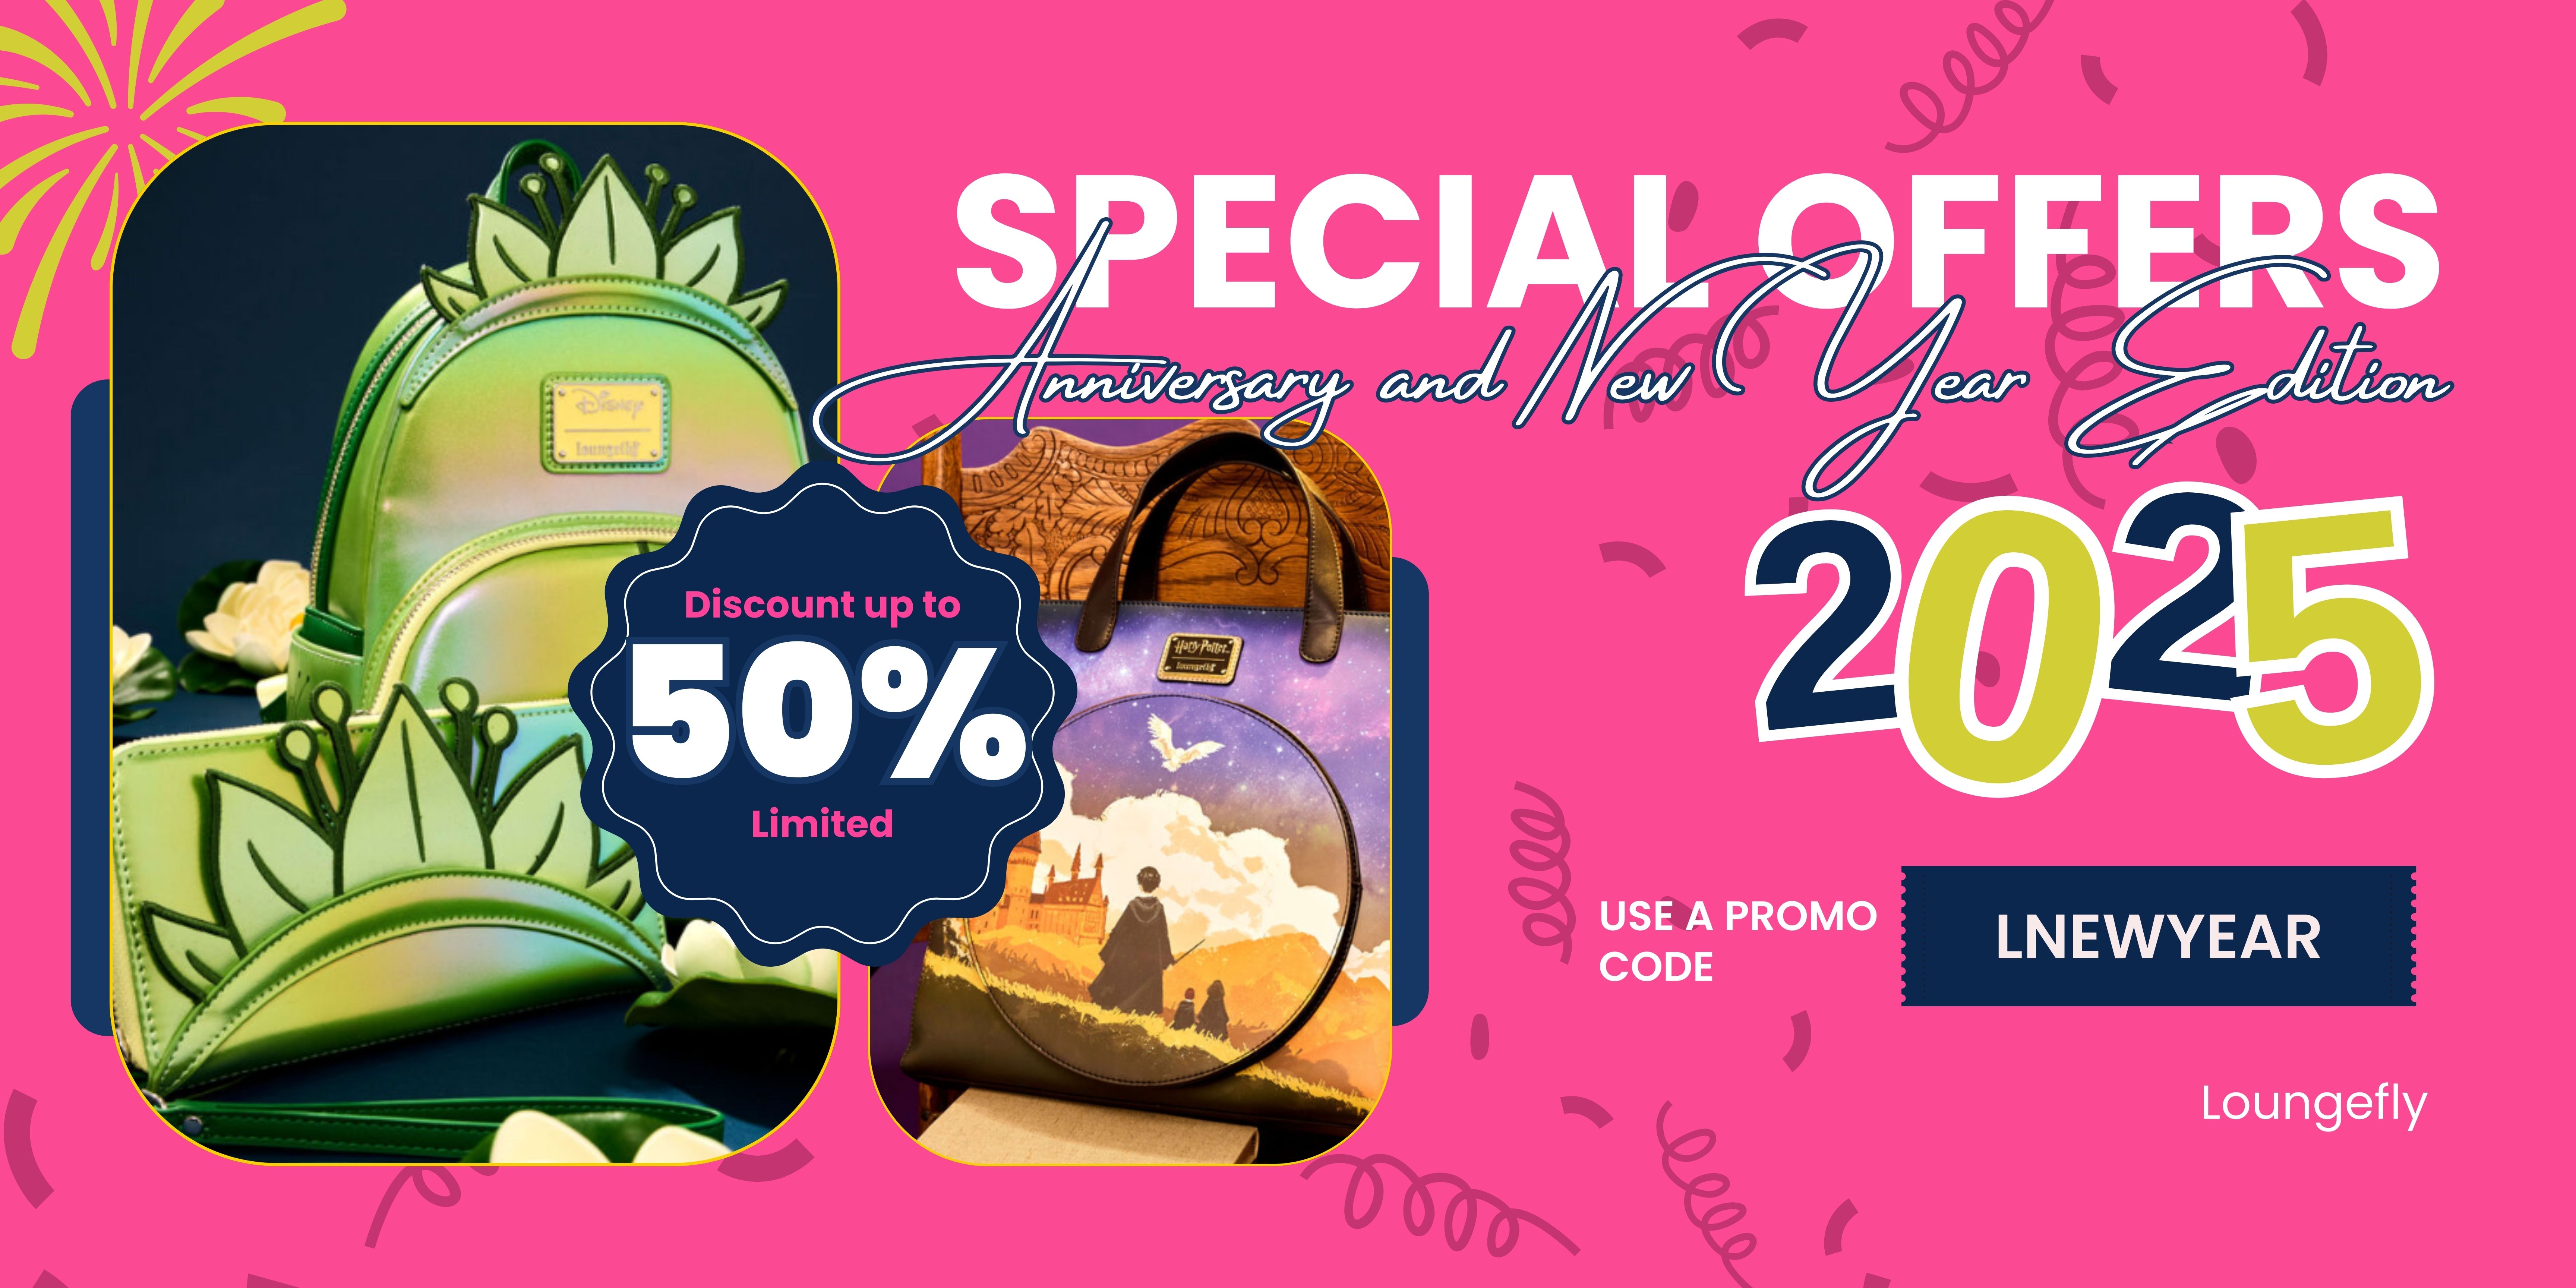 SPECIAL OFFERS
Anniversary and New Year Edition
2025
Disney
Loungefly
Discount up to
50%
Limited
Harry Potter
Loungefly
USE A PROMO
CODE
LNEWYEAR
Loungefly